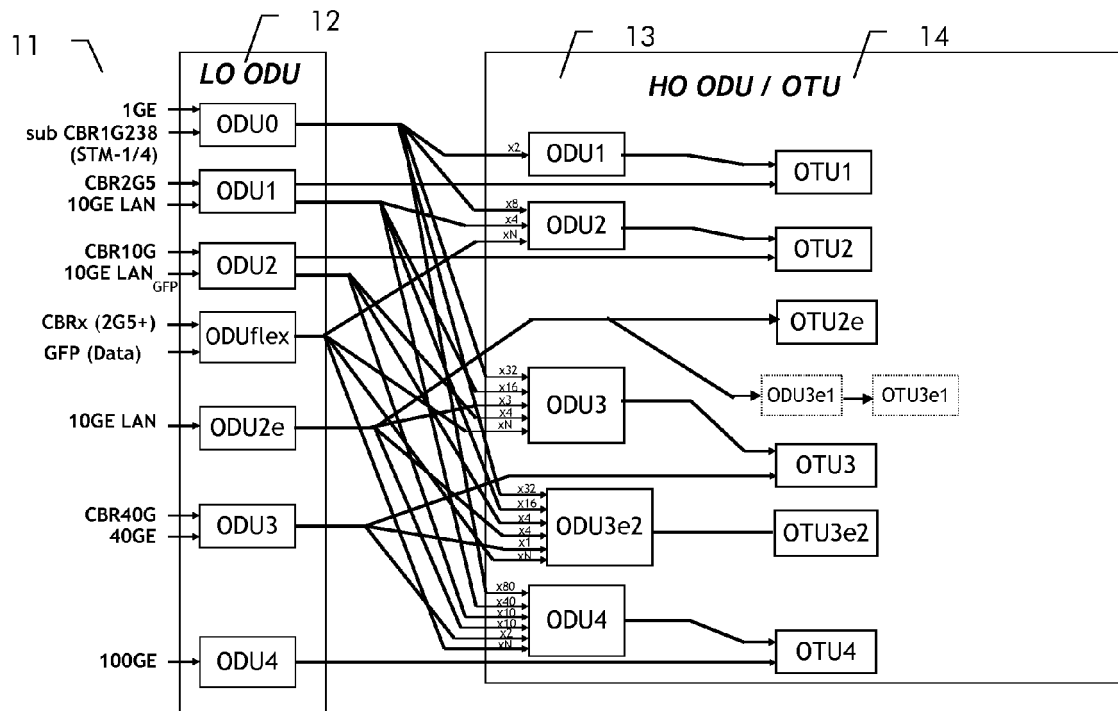 11
12
13
14
LO ODU
HO ODU / OTU
1GE
sub CBR1G238
(STM-1/4)
CBR2G5
10GE LAN
CBR10G
10GE LAN
GFP
CBRx (2G5+)
GFP (Data)
10GE LAN
CBR40G
40GE
100GE
ODU0
ODU1
ODU2
ODUflex
ODU2e
ODU3
ODU4
x2
ODU1
x8
x4
xN
ODU2
x32
x16
x3
x4
xN
ODU3
x32
x16
x4
x4
x1
xN
ODU3e2
x80
x40
x10
x10
x2
xN
ODU4
OTU1
OTU2
OTU2e
ODU3e1
OTU3e1
OTU3
OTU3e2
OTU4